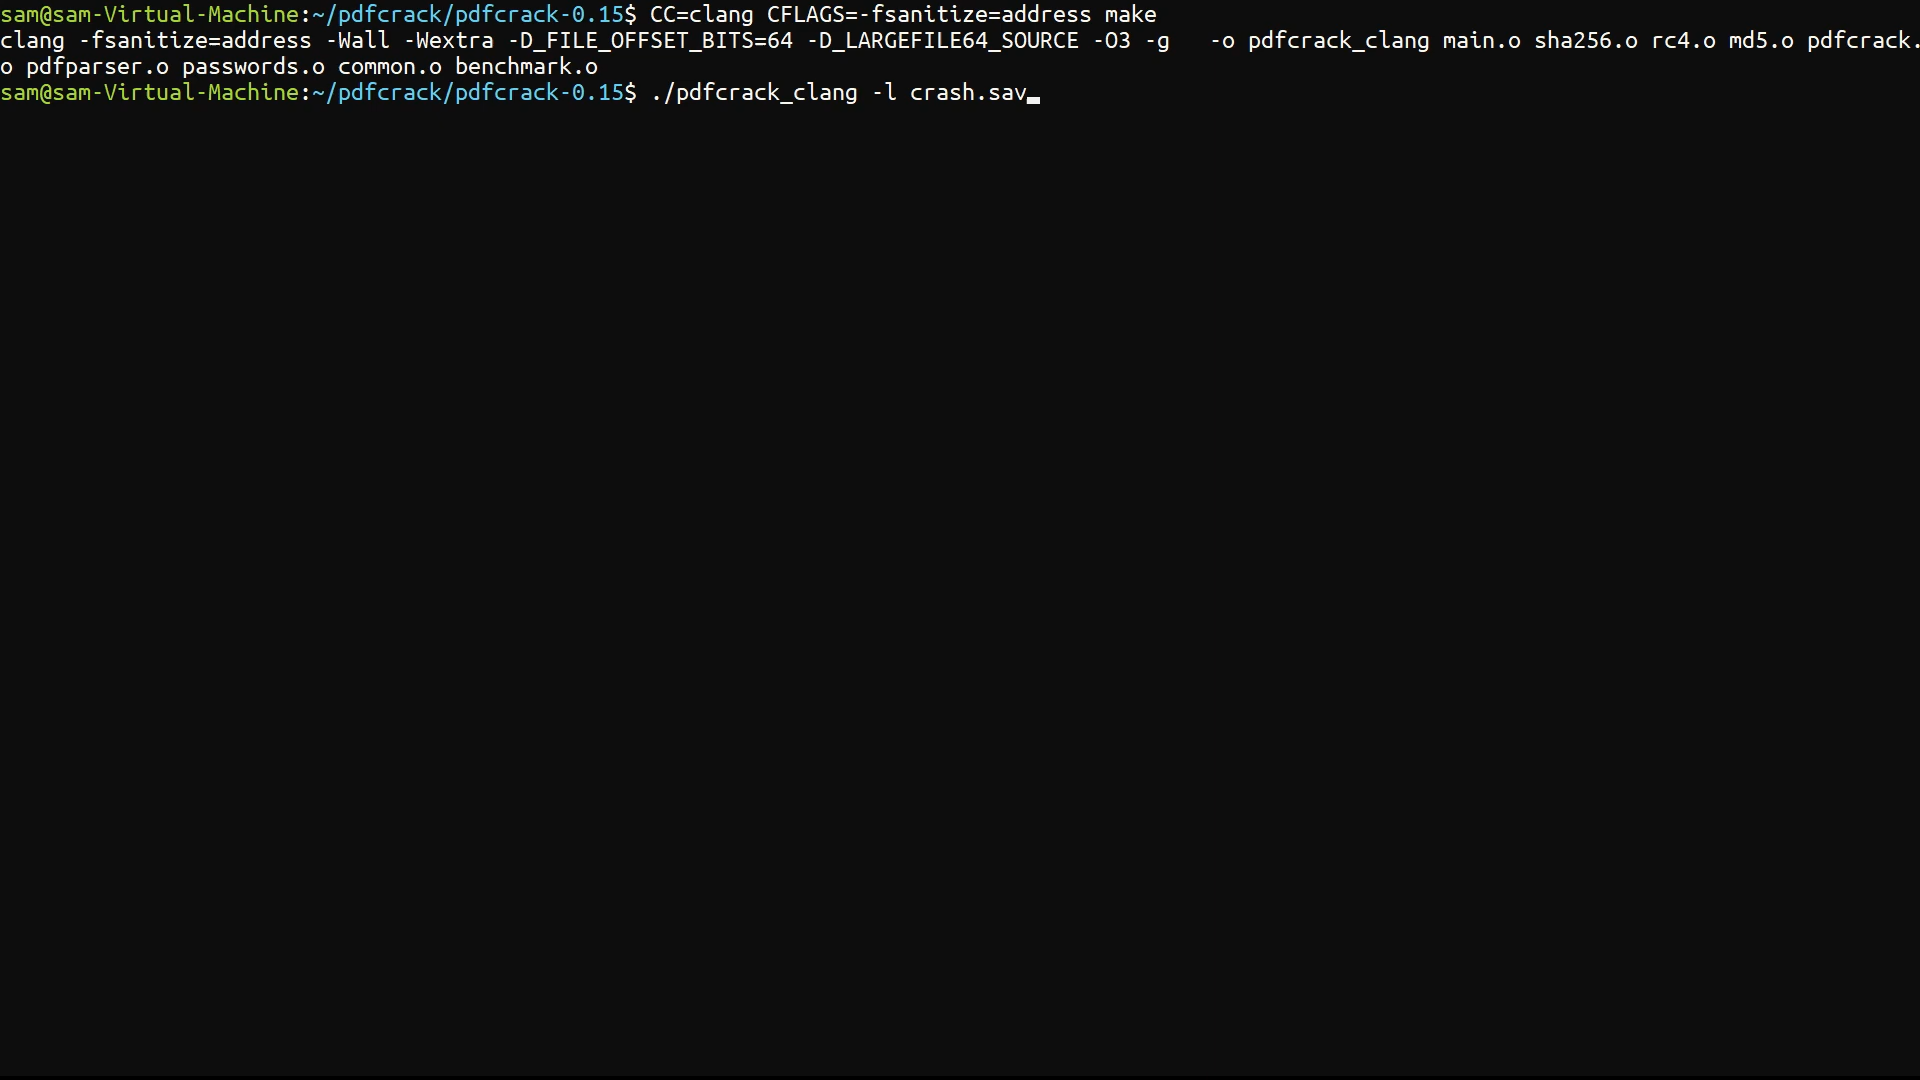 sam@sam-Virtual-Machine:~/pdfcrack/pdfcrack-0.15$ CC=clang CFLAGS=-fsanitize=address make
clang -fsanitize=address -Wall -Wextra -D_FILE_OFFSET_BITS=64 -D_LARGEFILE64_SOURCE -O3 -g   -o pdfcrack_clang main.o sha256.o rc4.o md5.o pdfcrack.
o pdfparser.o passwords.o common.o benchmark.o
sam@sam-Virtual-Machine:~/pdfcrack/pdfcrack-0.15$ ./pdfcrack_clang -l crash.sav